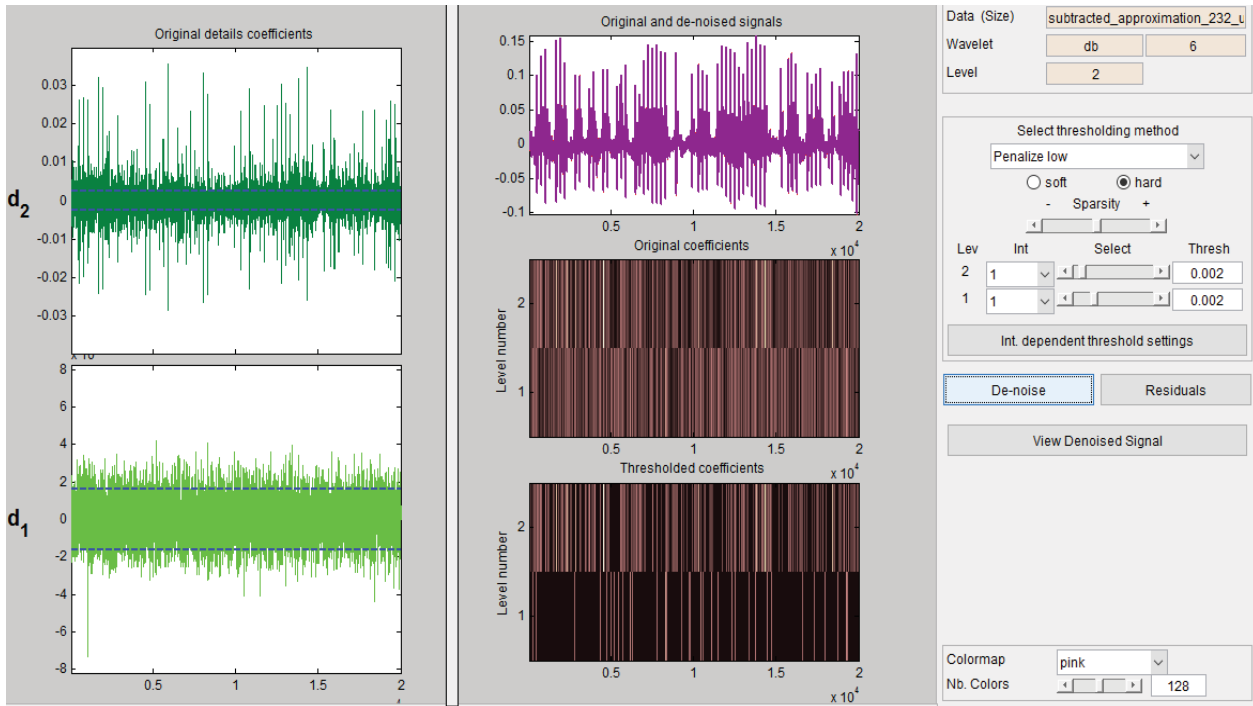 Original details coefficients
0.03
0.02
0.01
0
-0.01
-0.02
-0.03
d2
0.5
1
1.5
2
8
6
4
2
0
-2
-4
-6
-8
d1
0.5
1
1.5
2
Original and de-noised signals
0.15
0.1
0.05
0
-0.05
-0.1
0.5
1
1.5
2
x 10^4
Original coefficients
Level number
2
1
0.5
1
1.5
2
x 10^4
Thresholded coefficients
Level number
2
1
0.5
1
1.5
2
x 10^4
Data (Size) subtracted_approximation_232_u
Wavelet db 6
Level 2
Select thresholding method
Penalize low
soft hard
- Sparsity +
Lev Int Select Thresh
2 1 0.002
1 1 0.002
Int. dependent threshold settings
De-noise Residuals
View Denoised Signal
Colormap pink
Nb. Colors 128